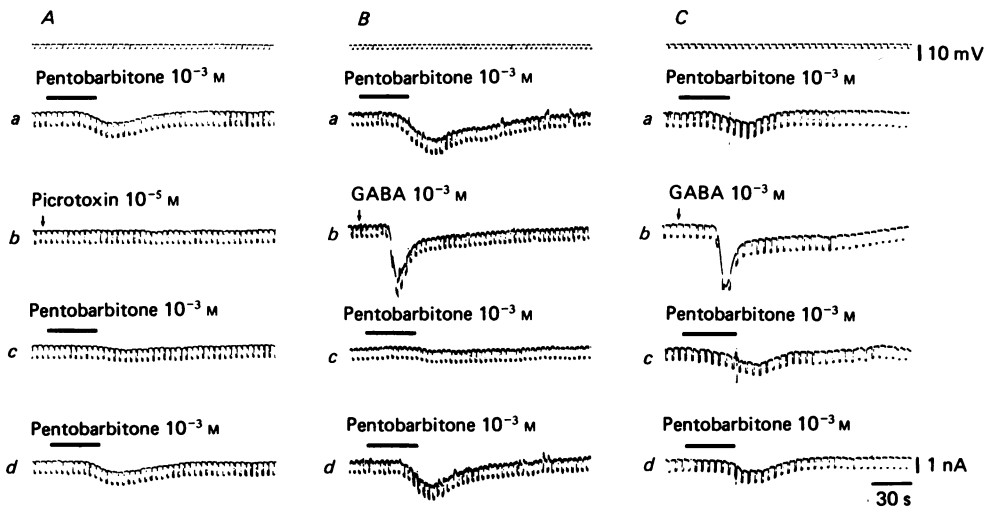 A B C
10 mV
Pentobarbitone 10⁻³ M Pentobarbitone 10⁻³ M Pentobarbitone 10⁻³ M
a a a
Picrotoxin 10⁻⁵ M GABA 10⁻³ M GABA 10⁻³ M
b b b
Pentobarbitone 10⁻³ M Pentobarbitone 10⁻³ M Pentobarbitone 10⁻³ M
c c c
Pentobarbitone 10⁻³ M Pentobarbitone 10⁻³ M Pentobarbitone 10⁻³ M
d d d 1 nA
30 s